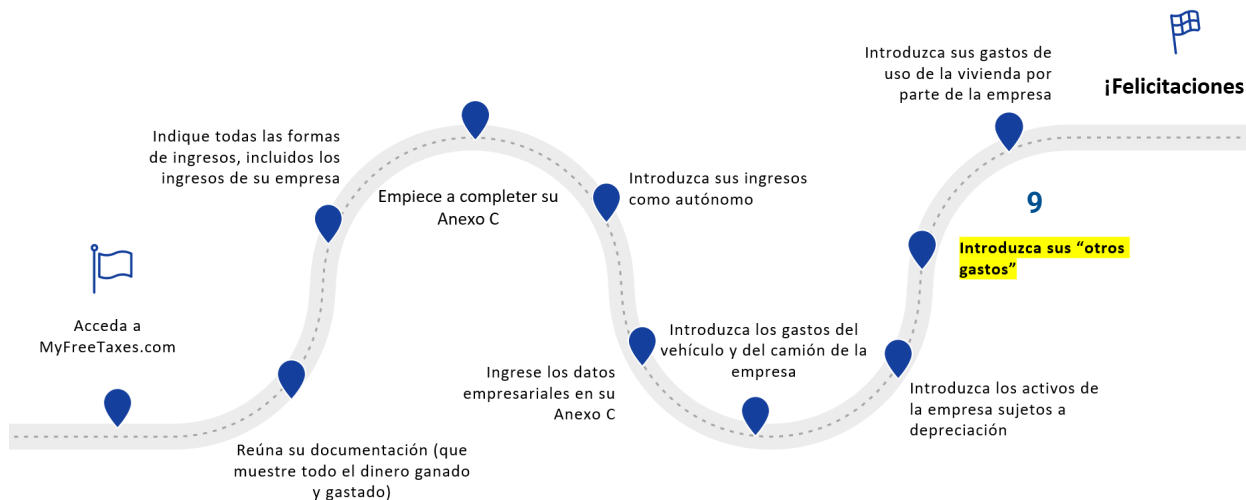 Acceda a
MyFreeTaxes.com
Reúna su documentación (que
muestre todo el dinero ganado
y gastado)
Indique todas las formas
de ingresos, incluidos los
ingresos de su empresa
Empiece a completer su
Anexo C
Introduzca sus ingresos
como autónomo
Ingrese los datos
empresariales en su
Anexo C
Introduzca los gastos del
vehículo y del camión de la
empresa
Introduzca los activos de
la empresa sujetos a
depreciación
9
Introduzca sus “otros
gastos”
Introduzca sus gastos de
uso de la vivienda por
parte de la empresa
¡Felicitaciones